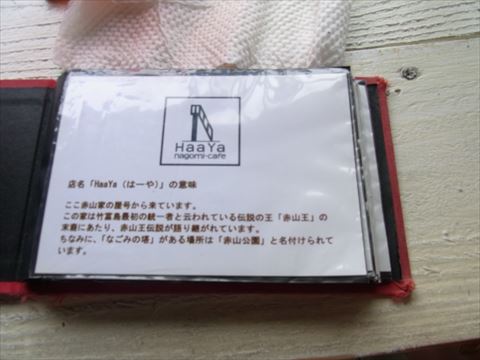 HaaYa
nagomi-cafe
店名「HaaYa（はーや）」の意味
ここ赤山家の屋号から来ています。
この家は竹富島最初の統一者と云われている伝説の王「赤山王」の
末裔にあたり、赤山王伝説が語り継がれています。
ちなみに、「なごみの塔」がある場所は「赤山公園」と名付けられて
います。